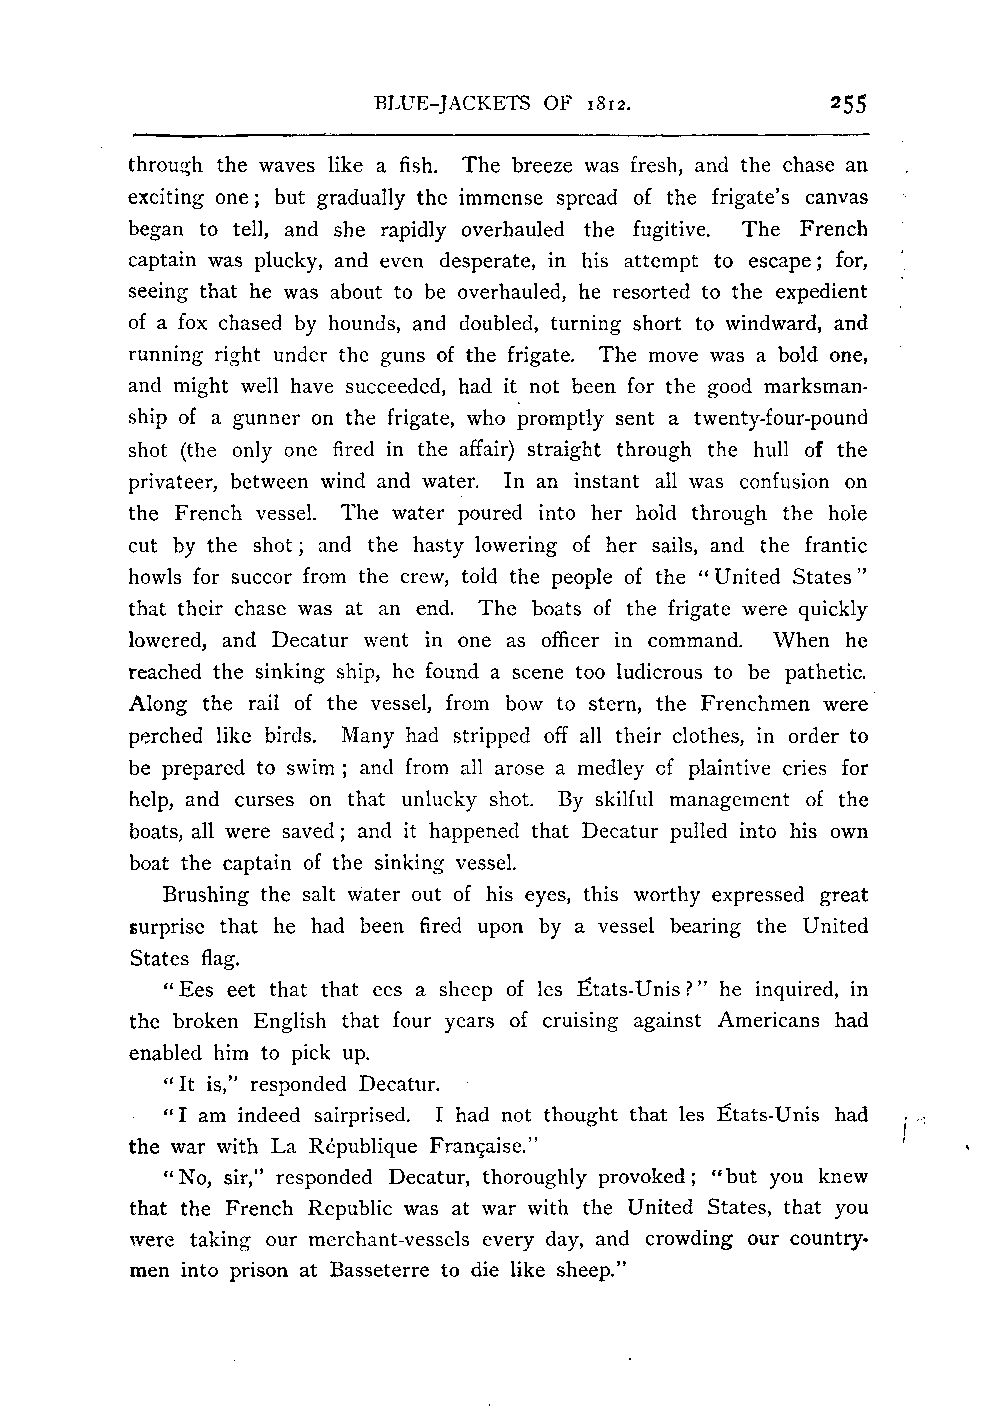 BLUE-JACKETS OF 1812. 255
through the waves like a fish. The breeze was fresh, and the chase an
exciting one; but gradually the immense spread of the frigate's canvas
began to tell, and she rapidly overhauled the fugitive. The French
captain was plucky, and even desperate, in his attempt to escape; for,
seeing that he was about to be overhauled, he resorted to the expedient
of a fox chased by hounds, and doubled, turning short to windward, and
running right under the guns of the frigate. The move was a bold one,
and might well have succeeded, had it not been for the good marksman-
ship of a gunner on the frigate, who promptly sent a twenty-four-pound
shot (the only one fired in the affair) straight through the hull of the
privateer, between wind and water. In an instant all was confusion on
the French vessel. The water poured into her hold through the hole
cut by the shot; and the hasty lowering of her sails, and the frantic
howls for succor from the crew, told the people of the "United States"
that their chase was at an end. The boats of the frigate were quickly
lowered, and Decatur went in one as officer in command. When he
reached the sinking ship, he found a scene too ludicrous to be pathetic.
Along the rail of the vessel, from bow to stern, the Frenchmen were
perched like birds. Many had stripped off all their clothes, in order to
be prepared to swim; and from all arose a medley of plaintive cries for
help, and curses on that unlucky shot. By skilful management of the
boats, all were saved; and it happened that Decatur pulled into his own
boat the captain of the sinking vessel.
Brushing the salt water out of his eyes, this worthy expressed great
surprise that he had been fired upon by a vessel bearing the United
States flag.
"Ees eet that that ees a sheep of les États-Unis?" he inquired, in
the broken English that four years of cruising against Americans had
enabled him to pick up.
"It is," responded Decatur.
"I am indeed sairprised. I had not thought that les États-Unis had
the war with La République Française."
"No, sir," responded Decatur, thoroughly provoked; "but you knew
that the French Republic was at war with the United States, that you
were taking our merchant-vessels every day, and crowding our country-
men into prison at Basseterre to die like sheep."